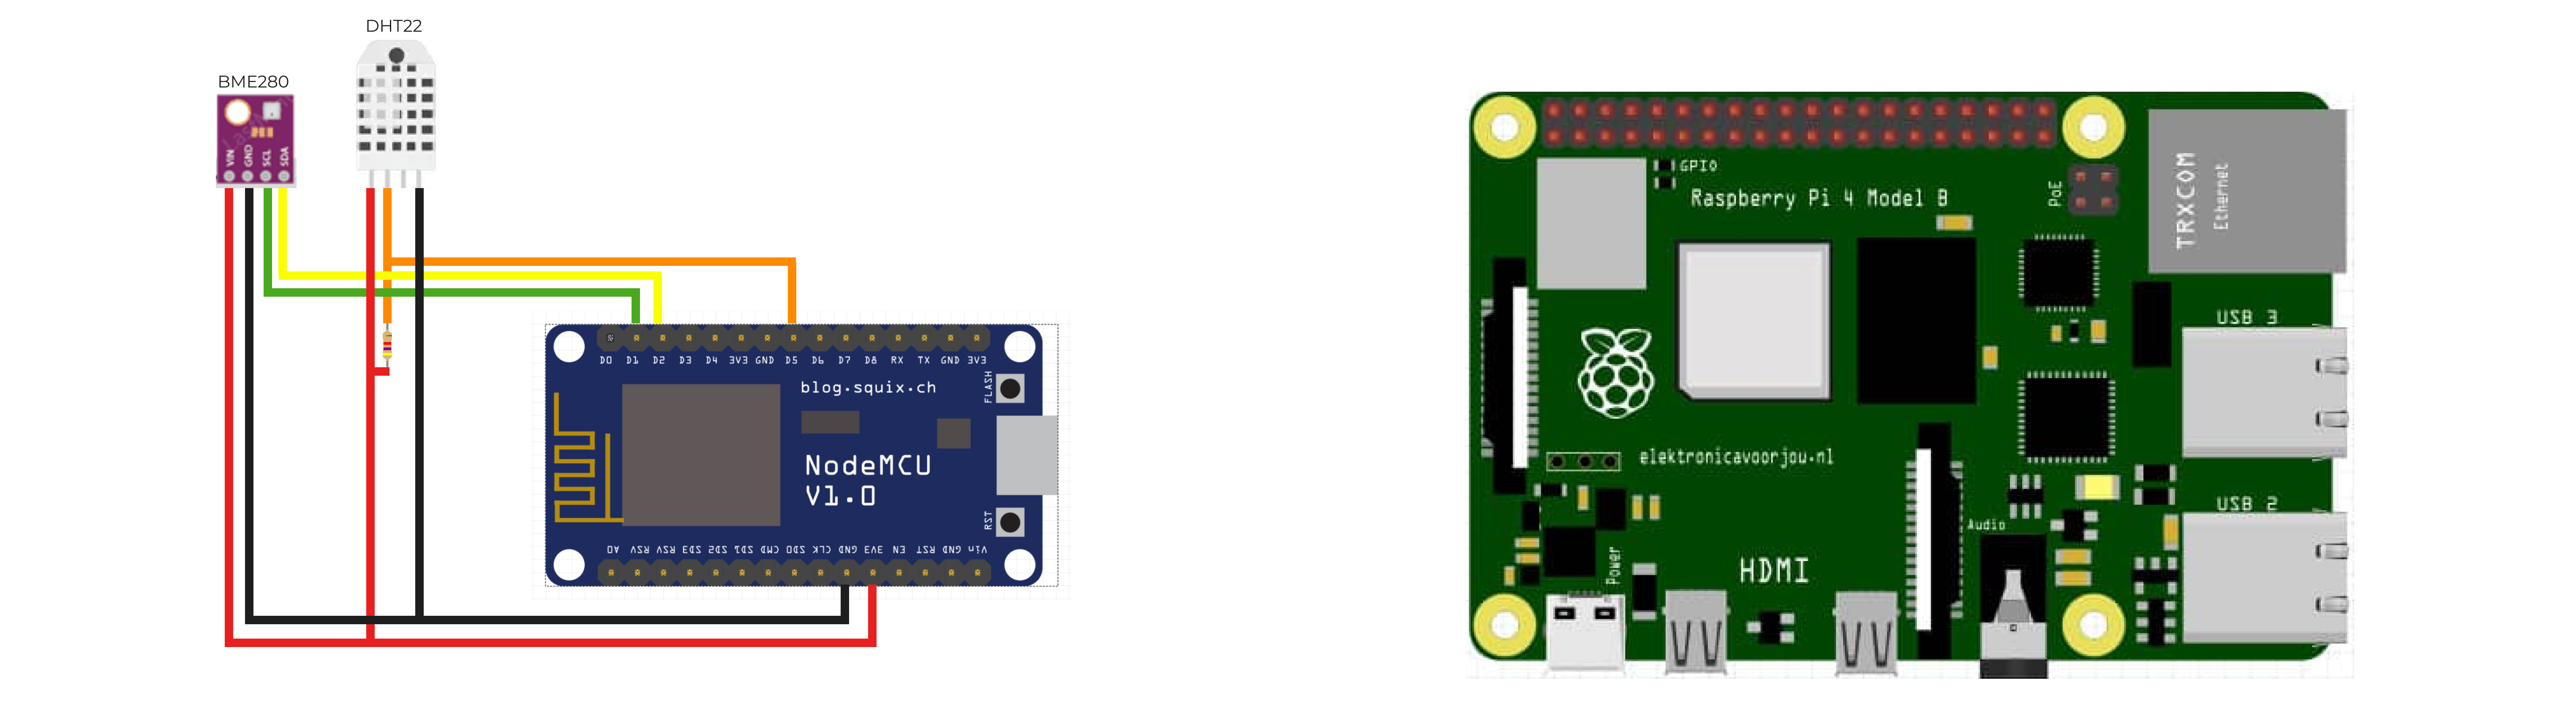 DHT22
BME280
VIN GND SCL SDA
D0 D1 D2 D3 D4 3V3 GND D5 D6 D7 D8 RX TX GND 3V3
blog.squix.ch
FLASH
NodeMCU
V1.0
RST
A0 RSV RSV SD3 SD2 SD1 CMD SD0 CLK GND 3V3 EN RST GND Vin
GPIO
Raspberry Pi 4 Model B
PoE
TRXCOM
Ethernet
USB 3
elektronicavoorjou.nl
USB 2
Audio
Power
HDMI